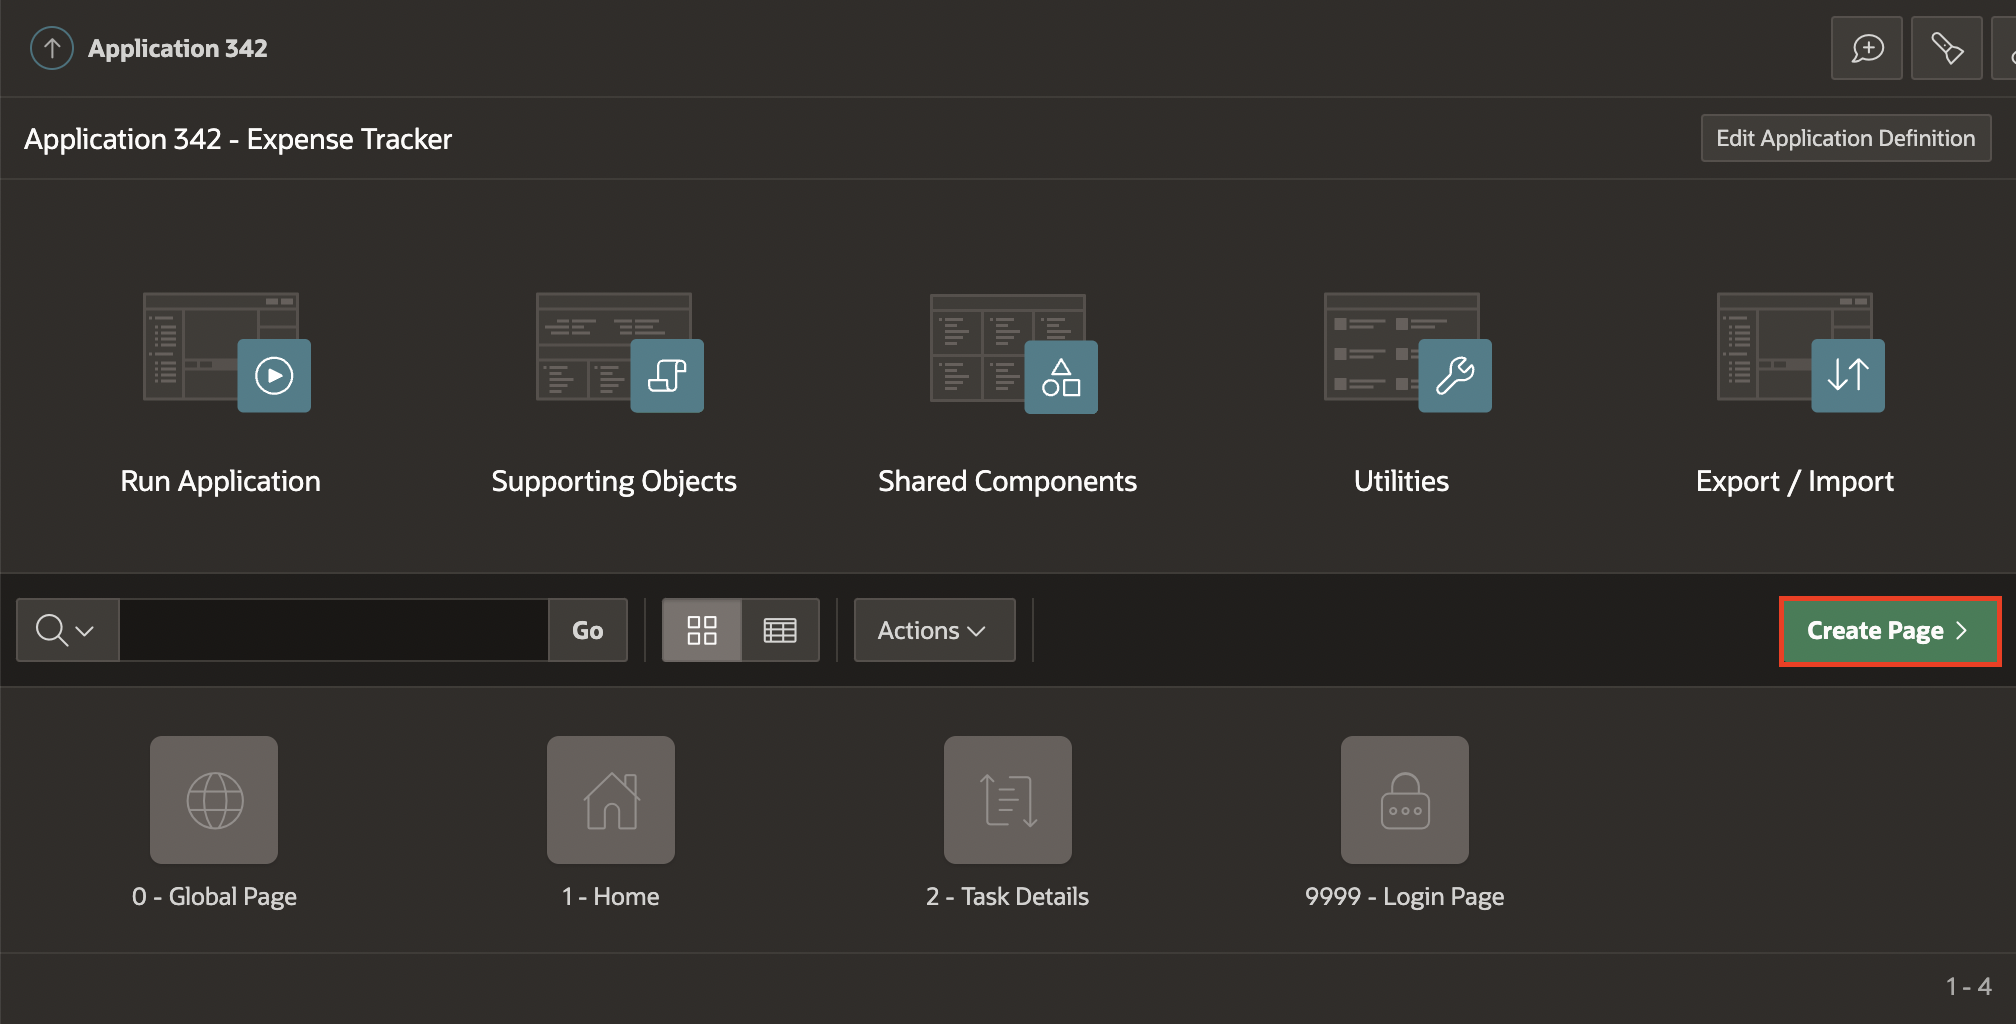 Application 342
Application 342 - Expense Tracker
Edit Application Definition
Run Application
Supporting Objects
Shared Components
Utilities
Export / Import
Go
Actions
Create Page
0 - Global Page
1 - Home
2 - Task Details
9999 - Login Page
1 - 4